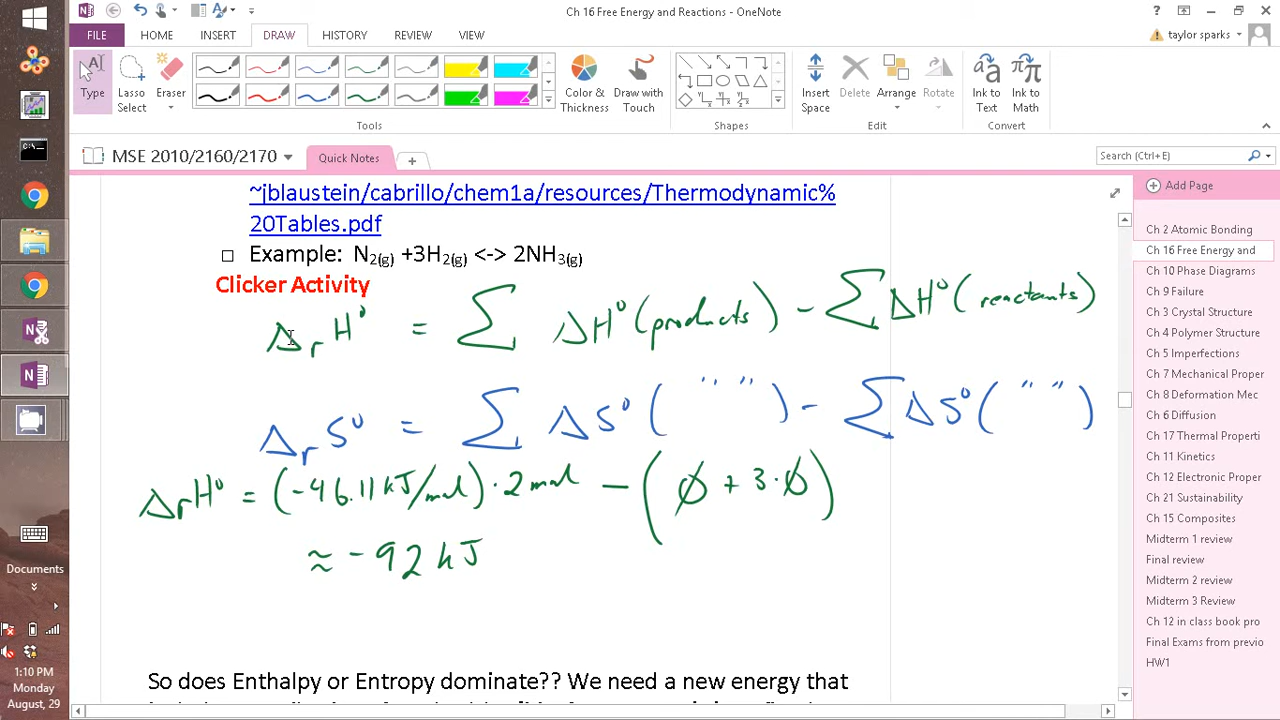 Ch 16 Free Energy and Reactions - OneNote
FILE HOME INSERT DRAW HISTORY REVIEW VIEW
taylor sparks
Type
Lasso Select
Eraser
Color & Thickness
Draw with Touch
Insert Space
Delete
Arrange
Rotate
Ink to Text
Ink to Math
Tools
Shapes
Edit
Convert
MSE 2010/2160/2170
Quick Notes
Search (Ctrl+E)
~jblaustein/cabrillo/chem1a/resources/Thermodynamic%
20Tables.pdf
Example: N2(g) +3H2(g) <-> 2NH3(g)
Clicker Activity
ΔrH° = ∑ ΔH°(products) - ∑ΔH°(reactants)
ΔrS° = ∑ ΔS°( " " ) - ∑ΔS°( " " )
ΔrH° = (-46.11 kJ/mol)·2mol - (∅ + 3·∅)
≈ -92 kJ
So does Enthalpy or Entropy dominate?? We need a new energy that
Add Page
Ch 2 Atomic Bonding
Ch 16 Free Energy and
Ch 10 Phase Diagrams
Ch 9 Failure
Ch 3 Crystal Structure
Ch 4 Polymer Structure
Ch 5 Imperfections
Ch 7 Mechanical Proper
Ch 8 Deformation Mec
Ch 6 Diffusion
Ch 17 Thermal Properti
Ch 11 Kinetics
Ch 12 Electronic Proper
Ch 21 Sustainability
Ch 15 Composites
Midterm 1 review
Final review
Midterm 2 review
Midterm 3 Review
Ch 12 in class book pro
Final Exams from previo
HW1
Documents
1:10 PM
Monday
August, 29